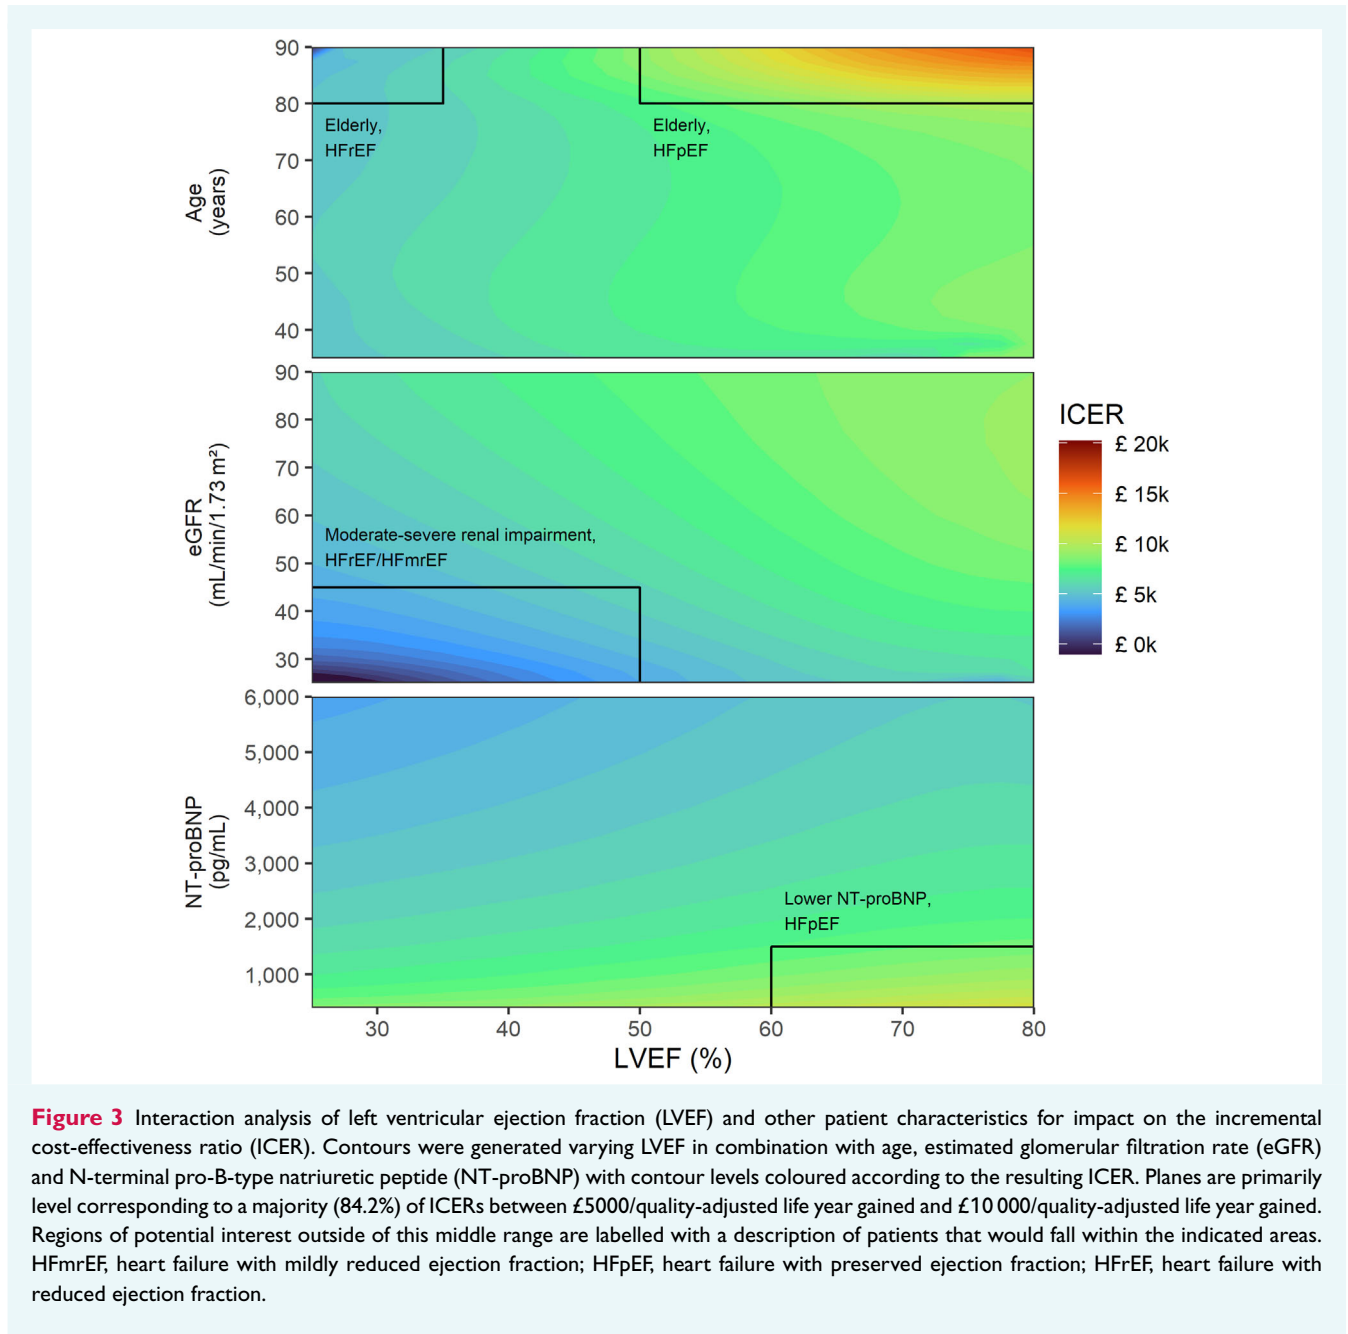 90
80
70
60
50
40
Age
(years)
Elderly,
HFrEF
Elderly,
HFpEF
90
80
70
60
50
40
30
eGFR
(mL/min/1.73 m²)
Moderate-severe renal impairment,
HFrEF/HFmrEF
ICER
£ 20k
£ 15k
£ 10k
£ 5k
£ 0k
6,000
5,000
4,000
3,000
2,000
1,000
NT-proBNP
(pg/mL)
Lower NT-proBNP,
HFpEF
30 40 50 60 70 80
LVEF (%)
Figure 3 Interaction analysis of left ventricular ejection fraction (LVEF) and other patient characteristics for impact on the incremental
cost-effectiveness ratio (ICER). Contours were generated varying LVEF in combination with age, estimated glomerular filtration rate (eGFR)
and N-terminal pro-B-type natriuretic peptide (NT-proBNP) with contour levels coloured according to the resulting ICER. Planes are primarily
level corresponding to a majority (84.2%) of ICERs between £5000/quality-adjusted life year gained and £10 000/quality-adjusted life year gained.
Regions of potential interest outside of this middle range are labelled with a description of patients that would fall within the indicated areas.
HFmrEF, heart failure with mildly reduced ejection fraction; HFpEF, heart failure with preserved ejection fraction; HFrEF, heart failure with
reduced ejection fraction.